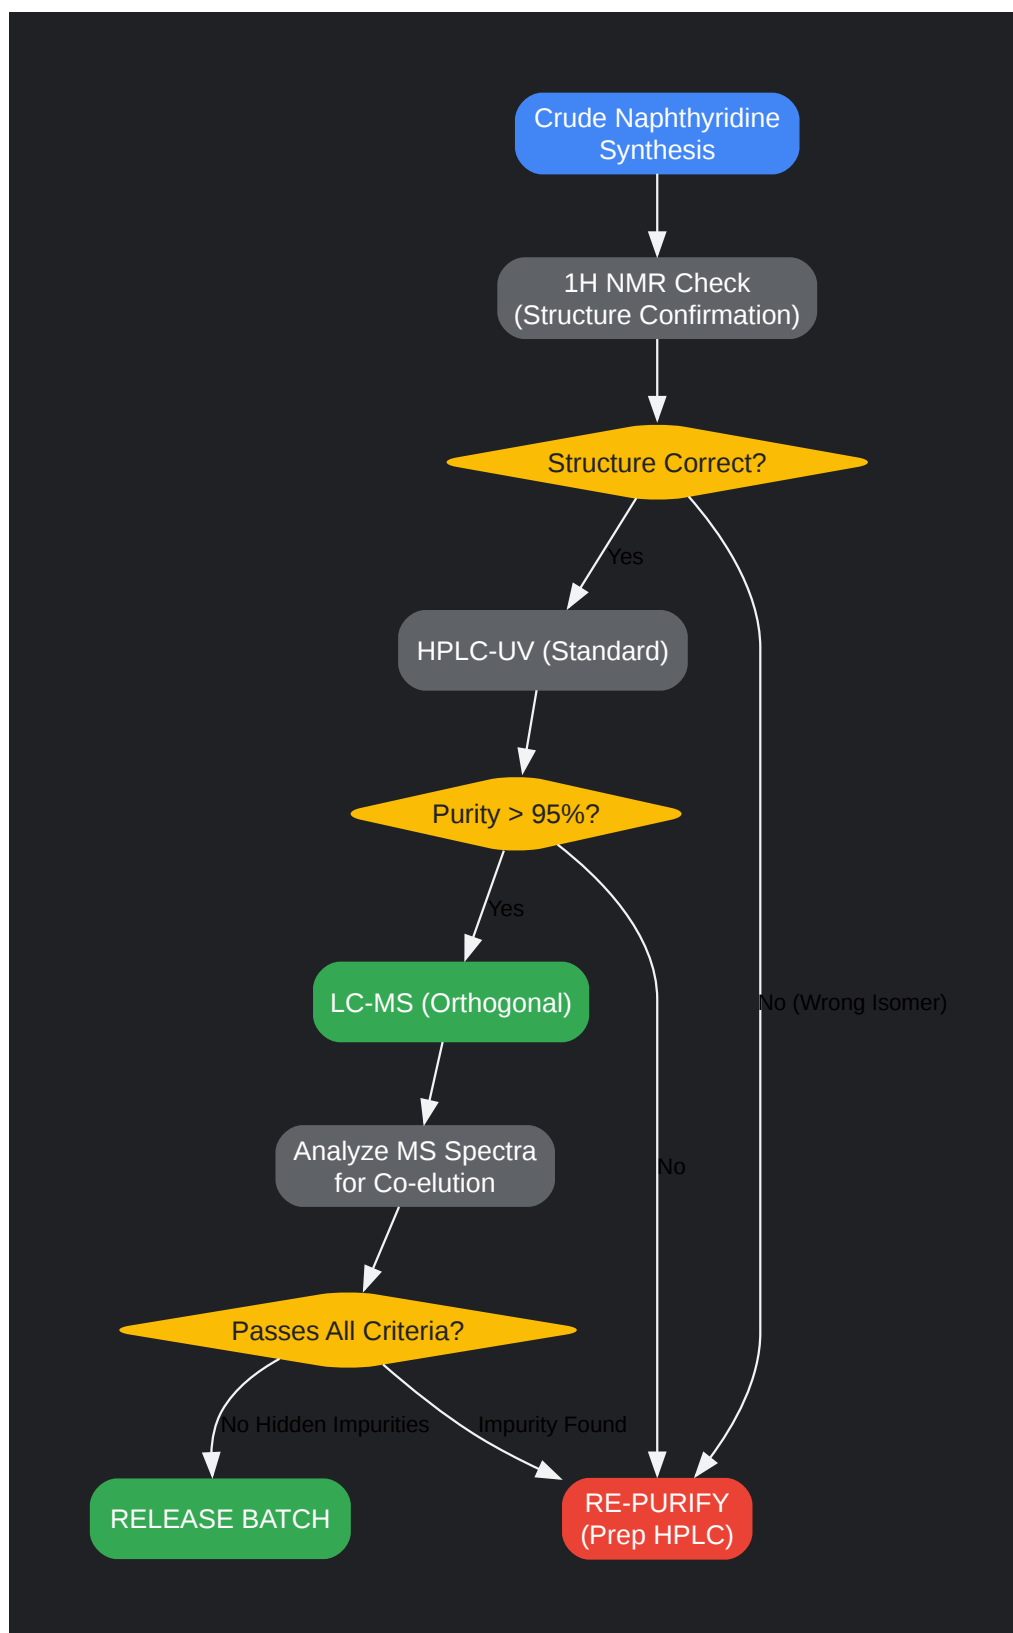 Crude Naphthyridine
Synthesis
1H NMR Check
(Structure Confirmation)
Structure Correct?
Yes
HPLC-UV (Standard)
Purity > 95%?
Yes
LC-MS (Orthogonal)
No (Wrong Isomer)
Analyze MS Spectra
for Co-elution
No
Passes All Criteria?
No Hidden Impurities
Impurity Found
RELEASE BATCH
RE-PURIFY
(Prep HPLC)